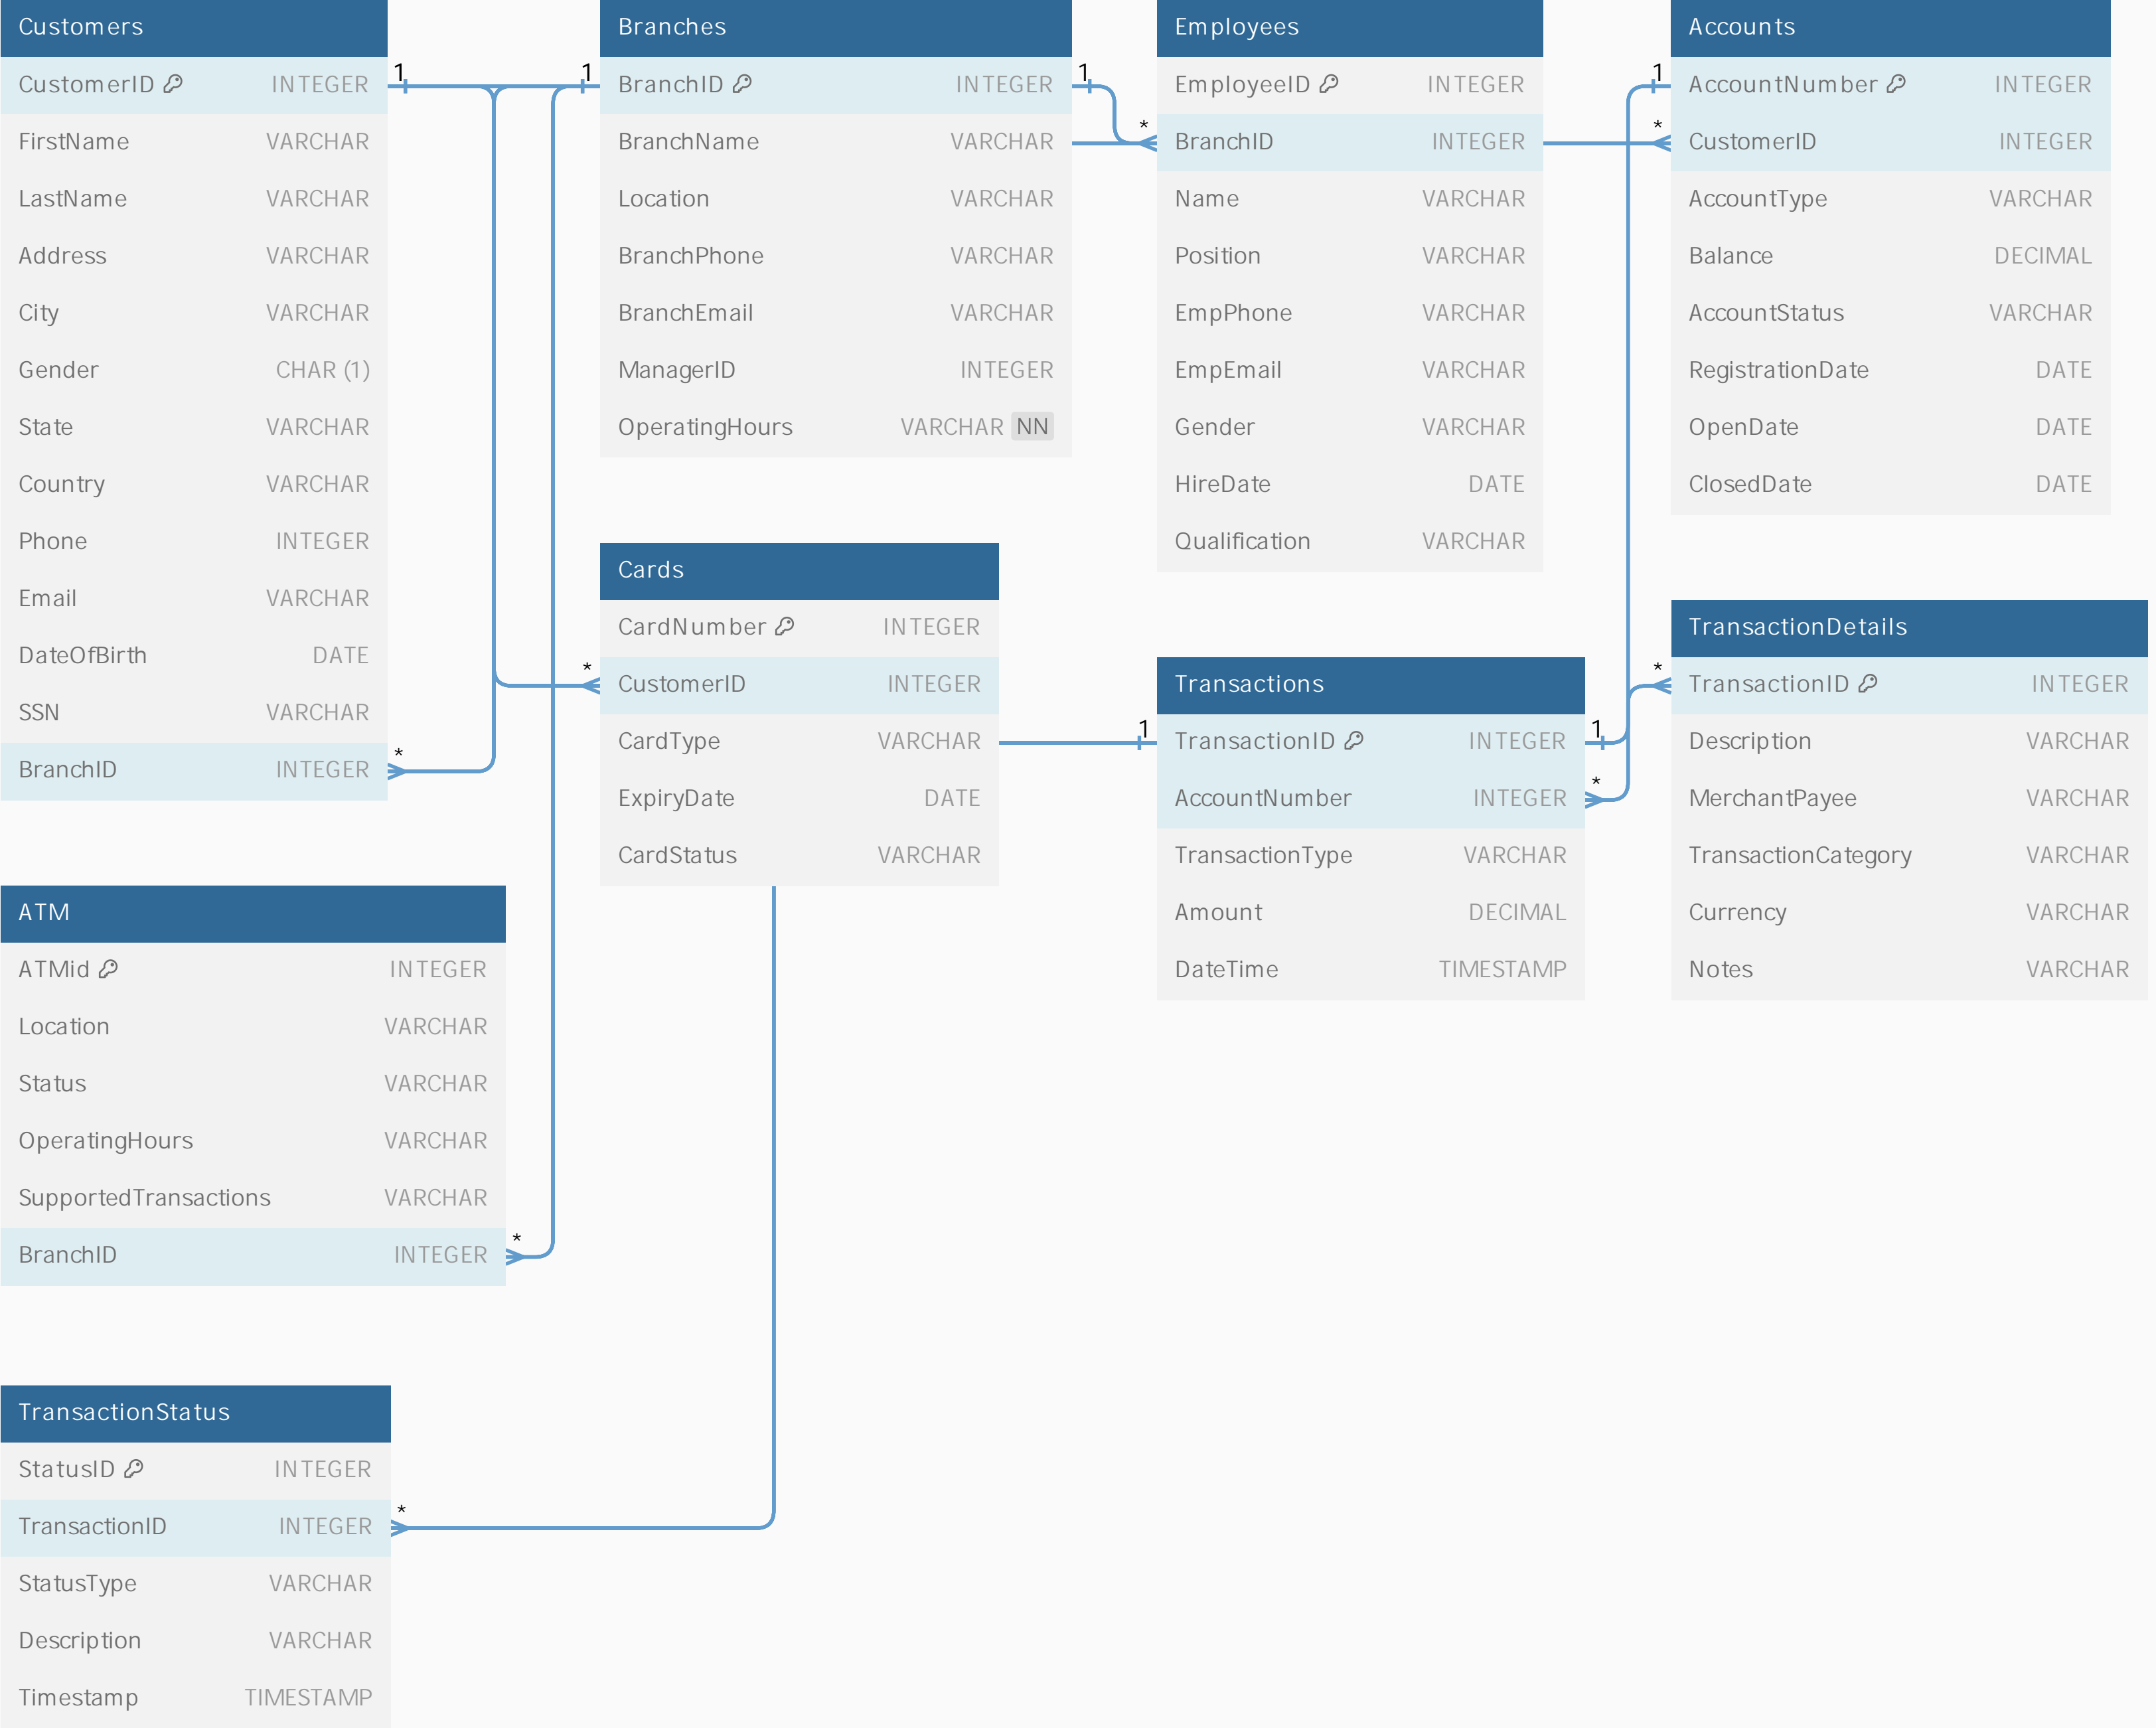 Customers
CustomerID INTEGER
FirstName VARCHAR
LastName VARCHAR
Address VARCHAR
City VARCHAR
Gender CHAR (1)
State VARCHAR
Country VARCHAR
Phone INTEGER
Email VARCHAR
DateOfBirth DATE
SSN VARCHAR
BranchID INTEGER
1
*
Branches
BranchID INTEGER
BranchName VARCHAR
Location VARCHAR
BranchPhone VARCHAR
BranchEmail VARCHAR
ManagerID INTEGER
OperatingHours VARCHAR NN
1
1
Employees
EmployeeID INTEGER
BranchID INTEGER
Name VARCHAR
Position VARCHAR
EmpPhone VARCHAR
EmpEmail VARCHAR
Gender VARCHAR
HireDate DATE
Qualification VARCHAR
*
Accounts
AccountNumber INTEGER
CustomerID INTEGER
AccountType VARCHAR
Balance DECIMAL
AccountStatus VARCHAR
RegistrationDate DATE
OpenDate DATE
ClosedDate DATE
1
*
Cards
CardNumber INTEGER
CustomerID INTEGER
CardType VARCHAR
ExpiryDate DATE
CardStatus VARCHAR
*
Transactions
TransactionID INTEGER
AccountNumber INTEGER
TransactionType VARCHAR
Amount DECIMAL
DateTime TIMESTAMP
1
1
*
TransactionDetails
TransactionID INTEGER
Description VARCHAR
MerchantPayee VARCHAR
TransactionCategory VARCHAR
Currency VARCHAR
Notes VARCHAR
*
ATM
ATMid INTEGER
Location VARCHAR
Status VARCHAR
OperatingHours VARCHAR
SupportedTransactions VARCHAR
BranchID INTEGER
*
TransactionStatus
StatusID INTEGER
TransactionID INTEGER
StatusType VARCHAR
Description VARCHAR
Timestamp TIMESTAMP
*